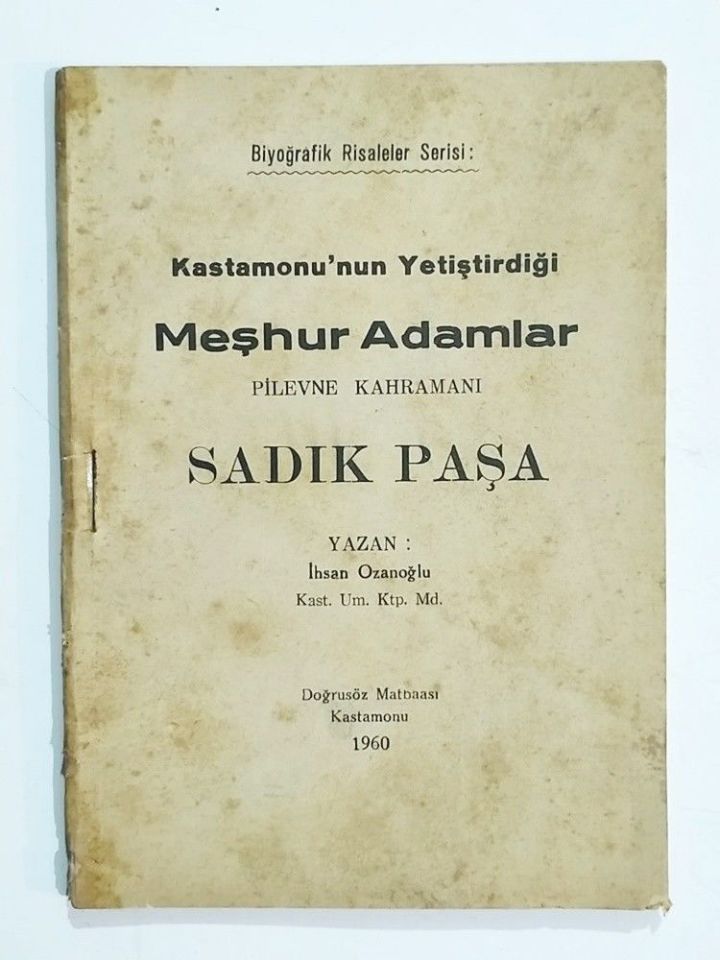 Biyoğrafik Risaleler Serisi:
Kastamonu'nun Yetiştirdiği
Meşhur Adamlar
PİLEVNE KAHRAMANI
SADIK PAŞA
YAZAN :
İhsan Ozanoğlu
Kast. Um. Ktp. Md.
Doğrusöz Matbaası
Kastamonu
1960